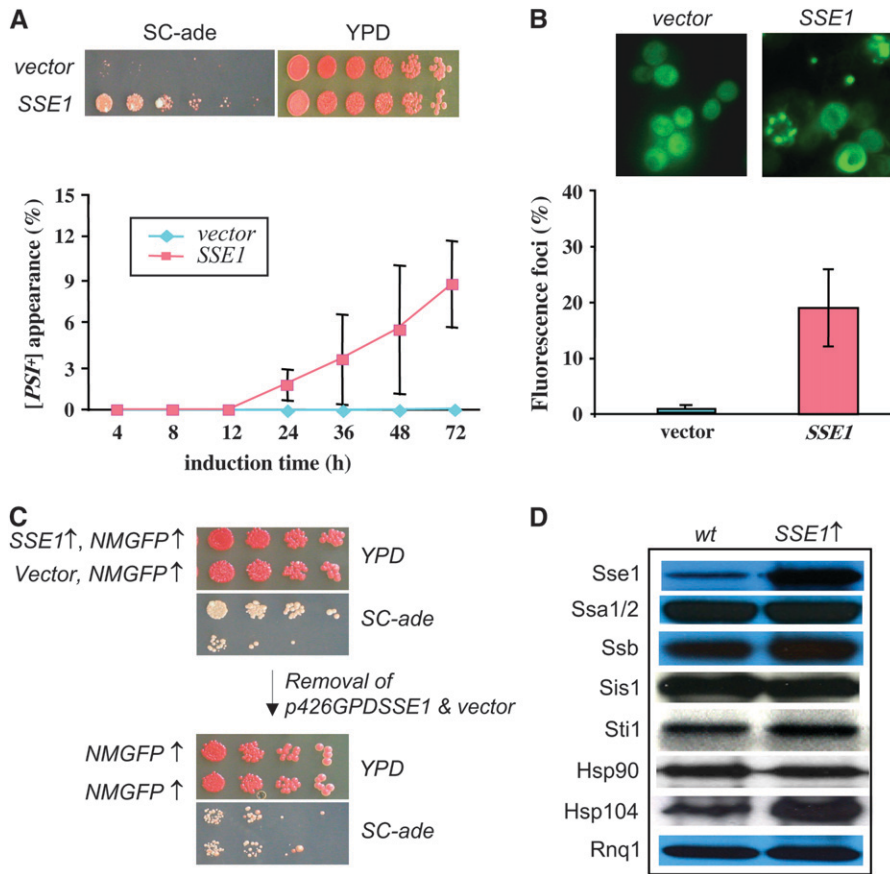 A
SC-ade YPD
vector
SSE1
[PSI+] appearance (%)
15
12
9
6
3
0
vector
SSE1
4 8 12 24 36 48 72
induction time (h)
B
vector SSE1
Fluorescence foci (%)
40
30
20
10
0
vector SSE1
C
SSE1↑, NMGFP↑
Vector, NMGFP↑
YPD
SC-ade
Removal of
p426GPDSSE1 & vector
NMGFP ↑
NMGFP ↑
YPD
SC-ade
D
wt SSE1↑
Sse1
Ssa1/2
Ssb
Sis1
Sti1
Hsp90
Hsp104
Rnq1